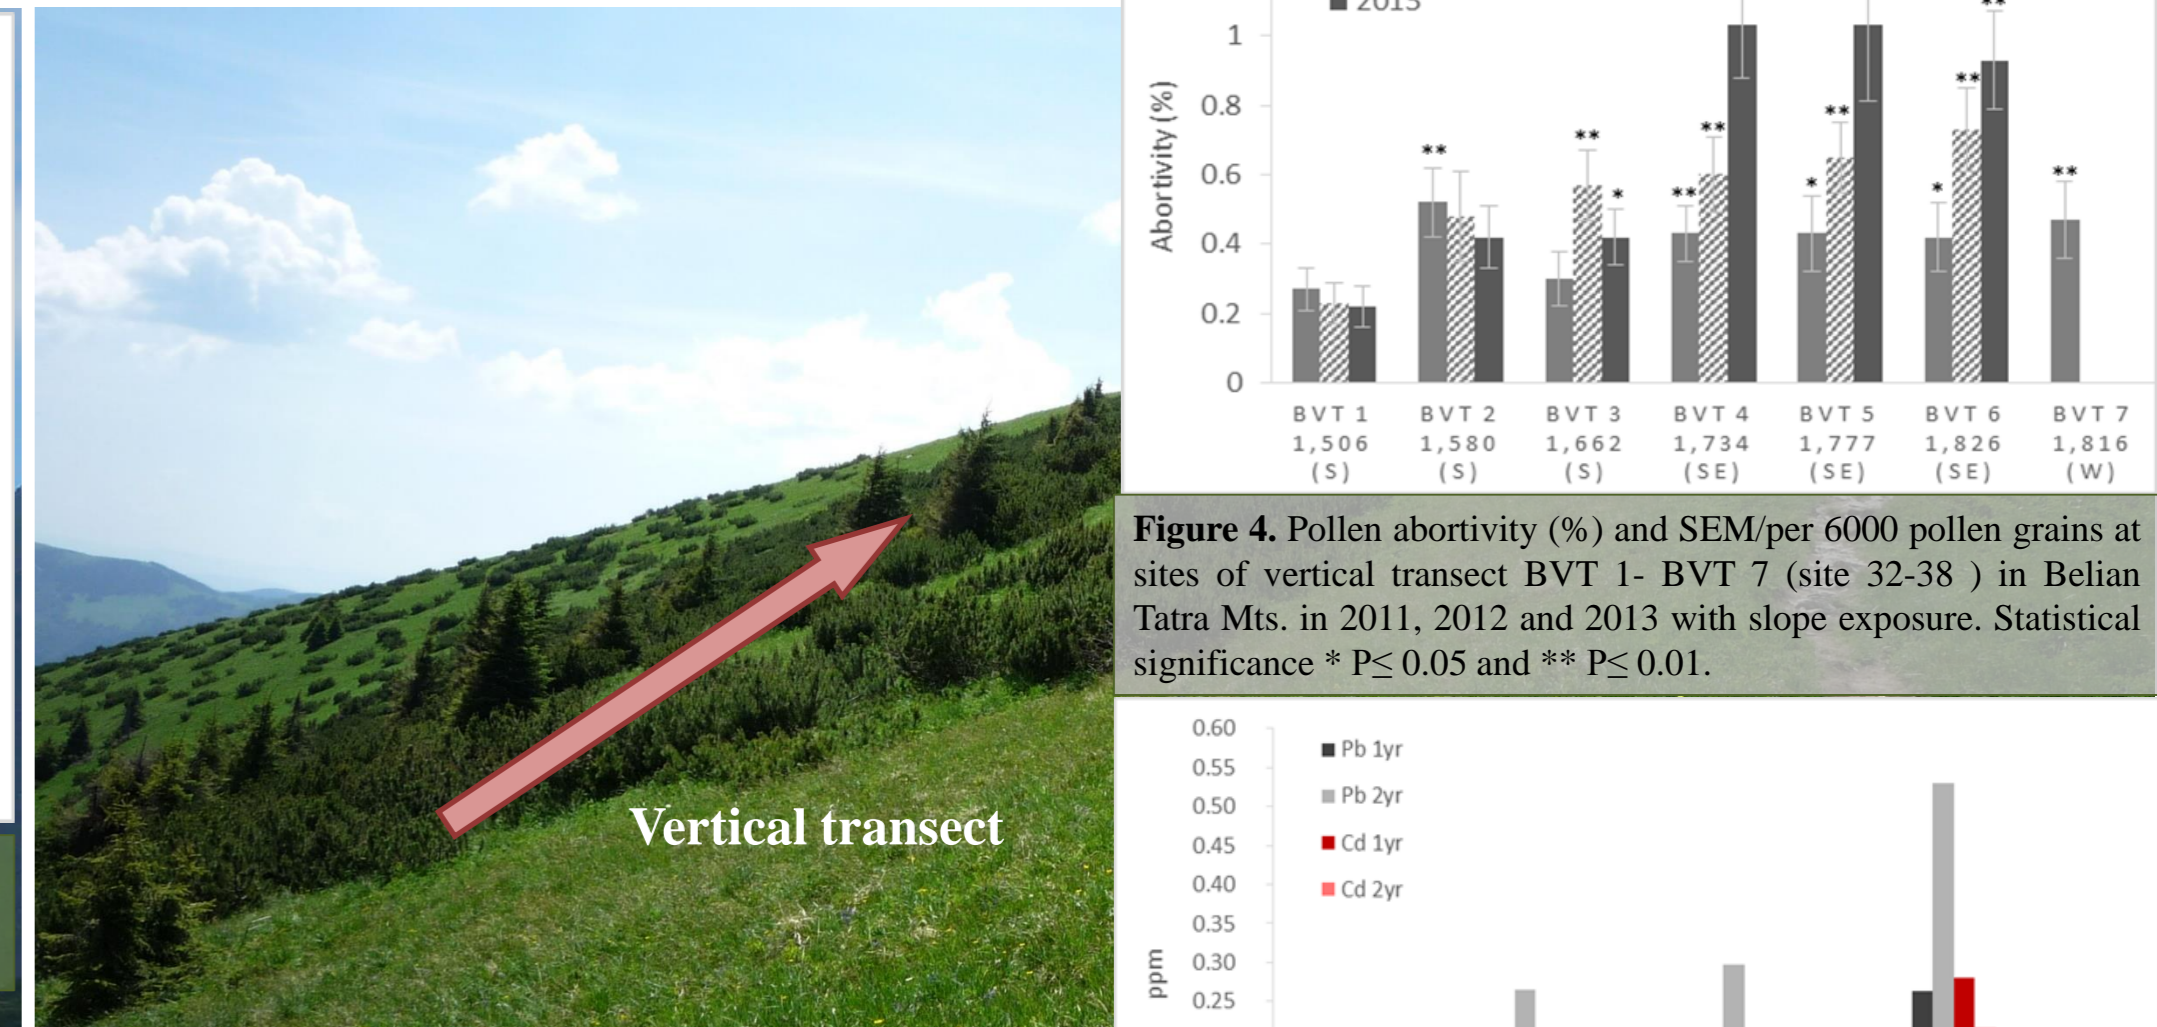 2013
1
0.8
0.6
0.4
0.2
0
Abortivity (%)
** ** ** * ** ** * ** * ** ** **
BVT 1 BVT 2 BVT 3 BVT 4 BVT 5 BVT 6 BVT 7
1,506 1,580 1,662 1,734 1,777 1,826 1,816
(S) (S) (S) (SE) (SE) (SE) (W)
Figure 4. Pollen abortivity (%) and SEM/per 6000 pollen grains at
sites of vertical transect BVT 1- BVT 7 (site 32-38 ) in Belian
Tatra Mts. in 2011, 2012 and 2013 with slope exposure. Statistical
significance * P≤ 0.05 and ** P≤ 0.01.
Vertical transect
0.60
0.55
0.50
0.45
0.40
0.35
0.30
0.25
ppm
Pb 1yr
Pb 2yr
Cd 1yr
Cd 2yr